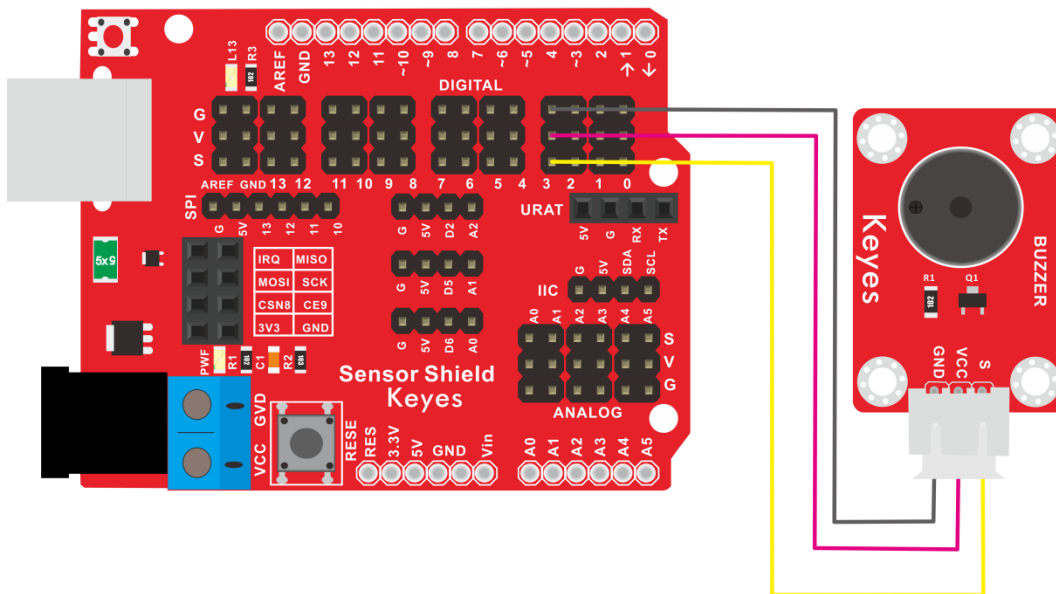 L13
R3
102
AREF
GND
13
12
11
~10
~9
8
7
~6
~5
4
~3
2
1
0
DIGITAL
G
V
S
AREF GND 13 12 11 10 9 8 7 6 5 4 3 2 1 0
SPI
G
5V
13
12
11
10
G
5V
D2
A2
URAT
5V
G
RX
TX
5x5
IRQ MISO
MOSI SCK
CSN8 CE9
3V3 GND
G
5V
D5
A1
IIC
G
5V
SDA
SCL
G
5V
D6
A0
A0
A1
A2
A3
A4
A5
S
V
G
ANALOG
PWF
R1
102
C1
R2
103
Sensor Shield
Keyes
GVD
VCC
RESE
RES
3.3V
5V
GND
Vin
A0
A1
A2
A3
A4
A5
Keyes
BUZZER
R1
102
Q1
GND
VCC
S